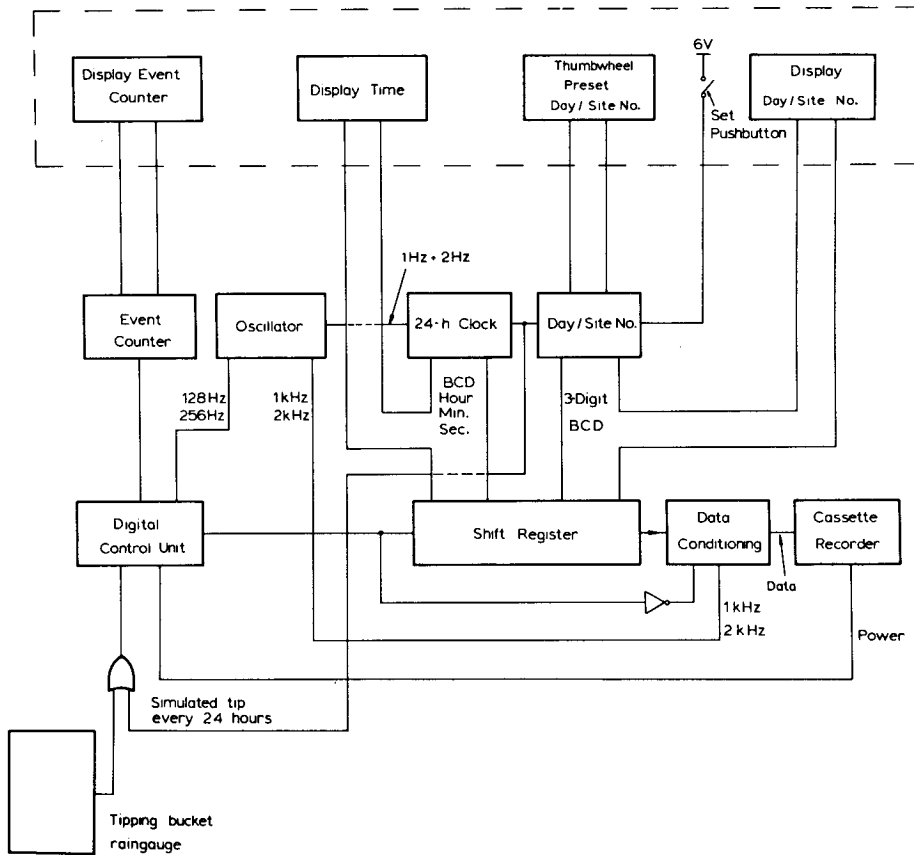 6V
Display Event
Counter
Display Time
Thumbwheel
Preset
Day / Site No.
Set
Pushbutton
Display
Day / Site No.
1Hz + 2Hz
Event
Counter
Oscillator
24-h Clock
Day/Site No.
128Hz
256Hz
1kHz
2kHz
BCD
Hour
Min.
Sec.
3-Digit
BCD
Digital
Control Unit
Shift Register
Data
Conditioning
Cassette
Recorder
Data
1kHz
2kHz
Power
Simulated tip
every 24 hours
Tipping bucket
raingauge